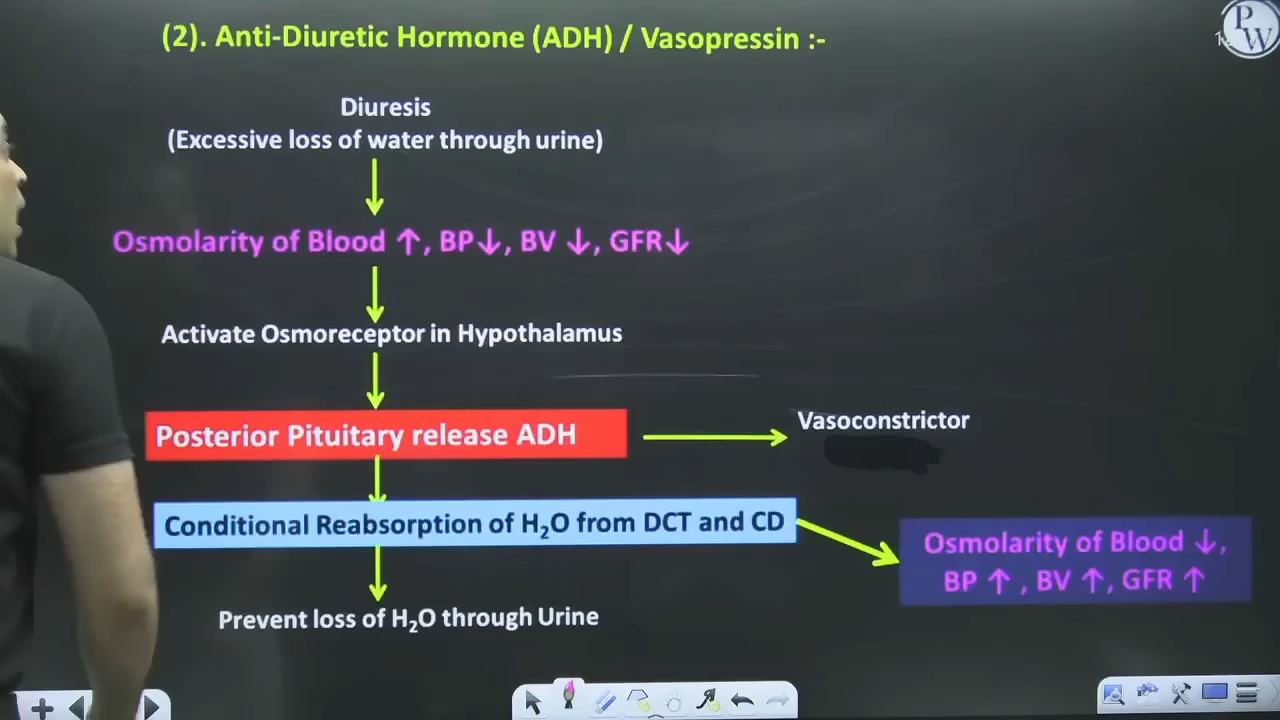 (2). Anti-Diuretic Hormone (ADH) / Vasopressin :-
PW
Diuresis
(Excessive loss of water through urine)
Osmolarity of Blood ↑, BP↓, BV ↓, GFR↓
Activate Osmoreceptor in Hypothalamus
Posterior Pituitary release ADH
Vasoconstrictor
Conditional Reabsorption of H₂O from DCT and CD
Osmolarity of Blood ↓,
BP ↑ , BV ↑, GFR ↑
Prevent loss of H₂O through Urine